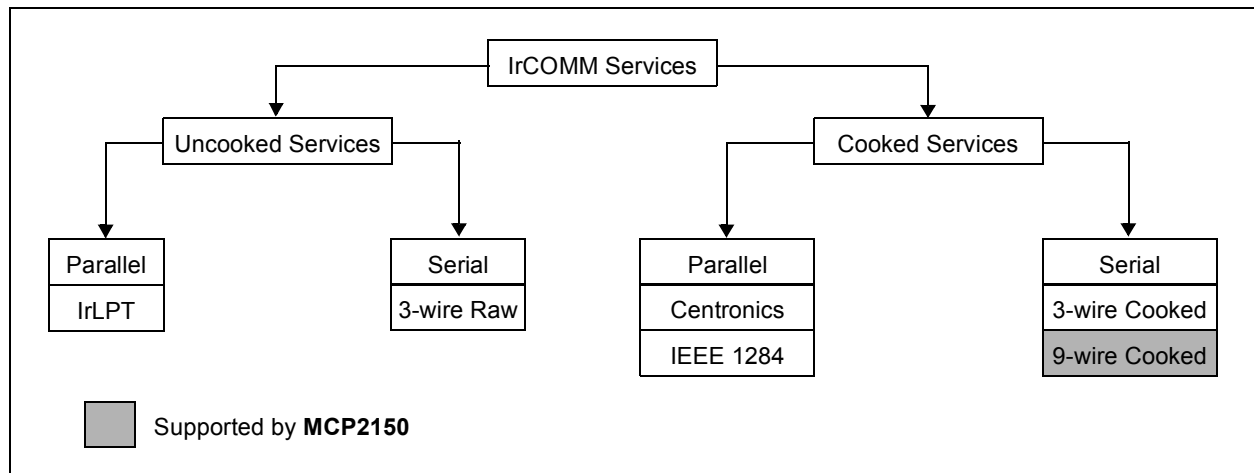 IrCOMM Services
Uncooked Services
Cooked Services
Parallel
IrLPT
Serial
3-wire Raw
Parallel
Centronics
IEEE 1284
Serial
3-wire Cooked
9-wire Cooked
Supported by MCP2150